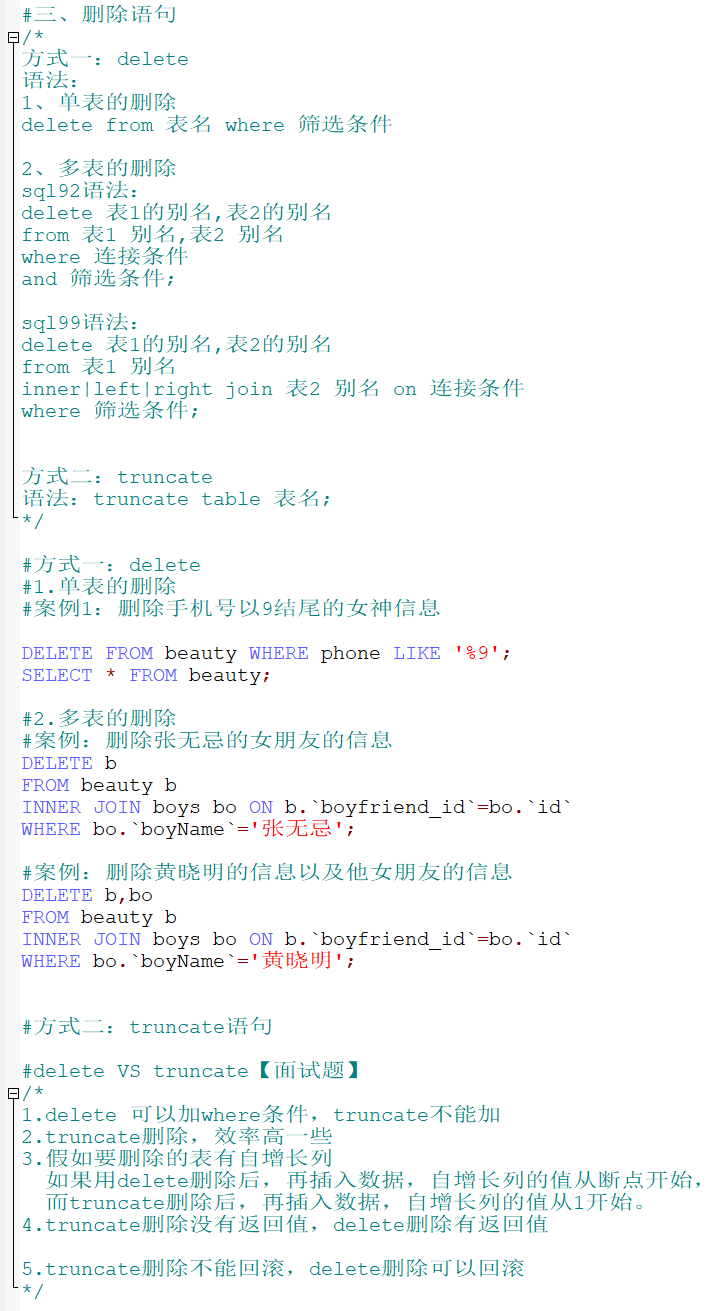 #三、删除语句
/*
方式一：delete
语法：
1、单表的删除
delete from 表名 where 筛选条件
2、多表的删除
sql92语法：
delete 表1的别名,表2的别名
from 表1 别名,表2 别名
where 连接条件
and 筛选条件;
sql99语法：
delete 表1的别名,表2的别名
from 表1 别名
inner|left|right join 表2 别名 on 连接条件
where 筛选条件;
方式二：truncate
语法：truncate table 表名;
*/
#方式一：delete
#1.单表的删除
#案例1：删除手机号以9结尾的女神信息
DELETE FROM beauty WHERE phone LIKE '%9';
SELECT * FROM beauty;
#2.多表的删除
#案例：删除张无忌的女朋友的信息
DELETE b
FROM beauty b
INNER JOIN boys bo ON b.`boyfriend_id`=bo.`id`
WHERE bo.`boyName`='张无忌';
#案例：删除黄晓明的信息以及他女朋友的信息
DELETE b,bo
FROM beauty b
INNER JOIN boys bo ON b.`boyfriend_id`=bo.`id`
WHERE bo.`boyName`='黄晓明';
#方式二：truncate语句
#delete VS truncate【面试题】
/*
1.delete 可以加where条件，truncate不能加
2.truncate删除，效率高一些
3.假如要删除的表有自增长列
如果用delete删除后，再插入数据，自增长列的值从断点开始，
而truncate删除后，再插入数据，自增长列的值从1开始。
4.truncate删除没有返回值，delete删除有返回值
5.truncate删除不能回滚，delete删除可以回滚
*/